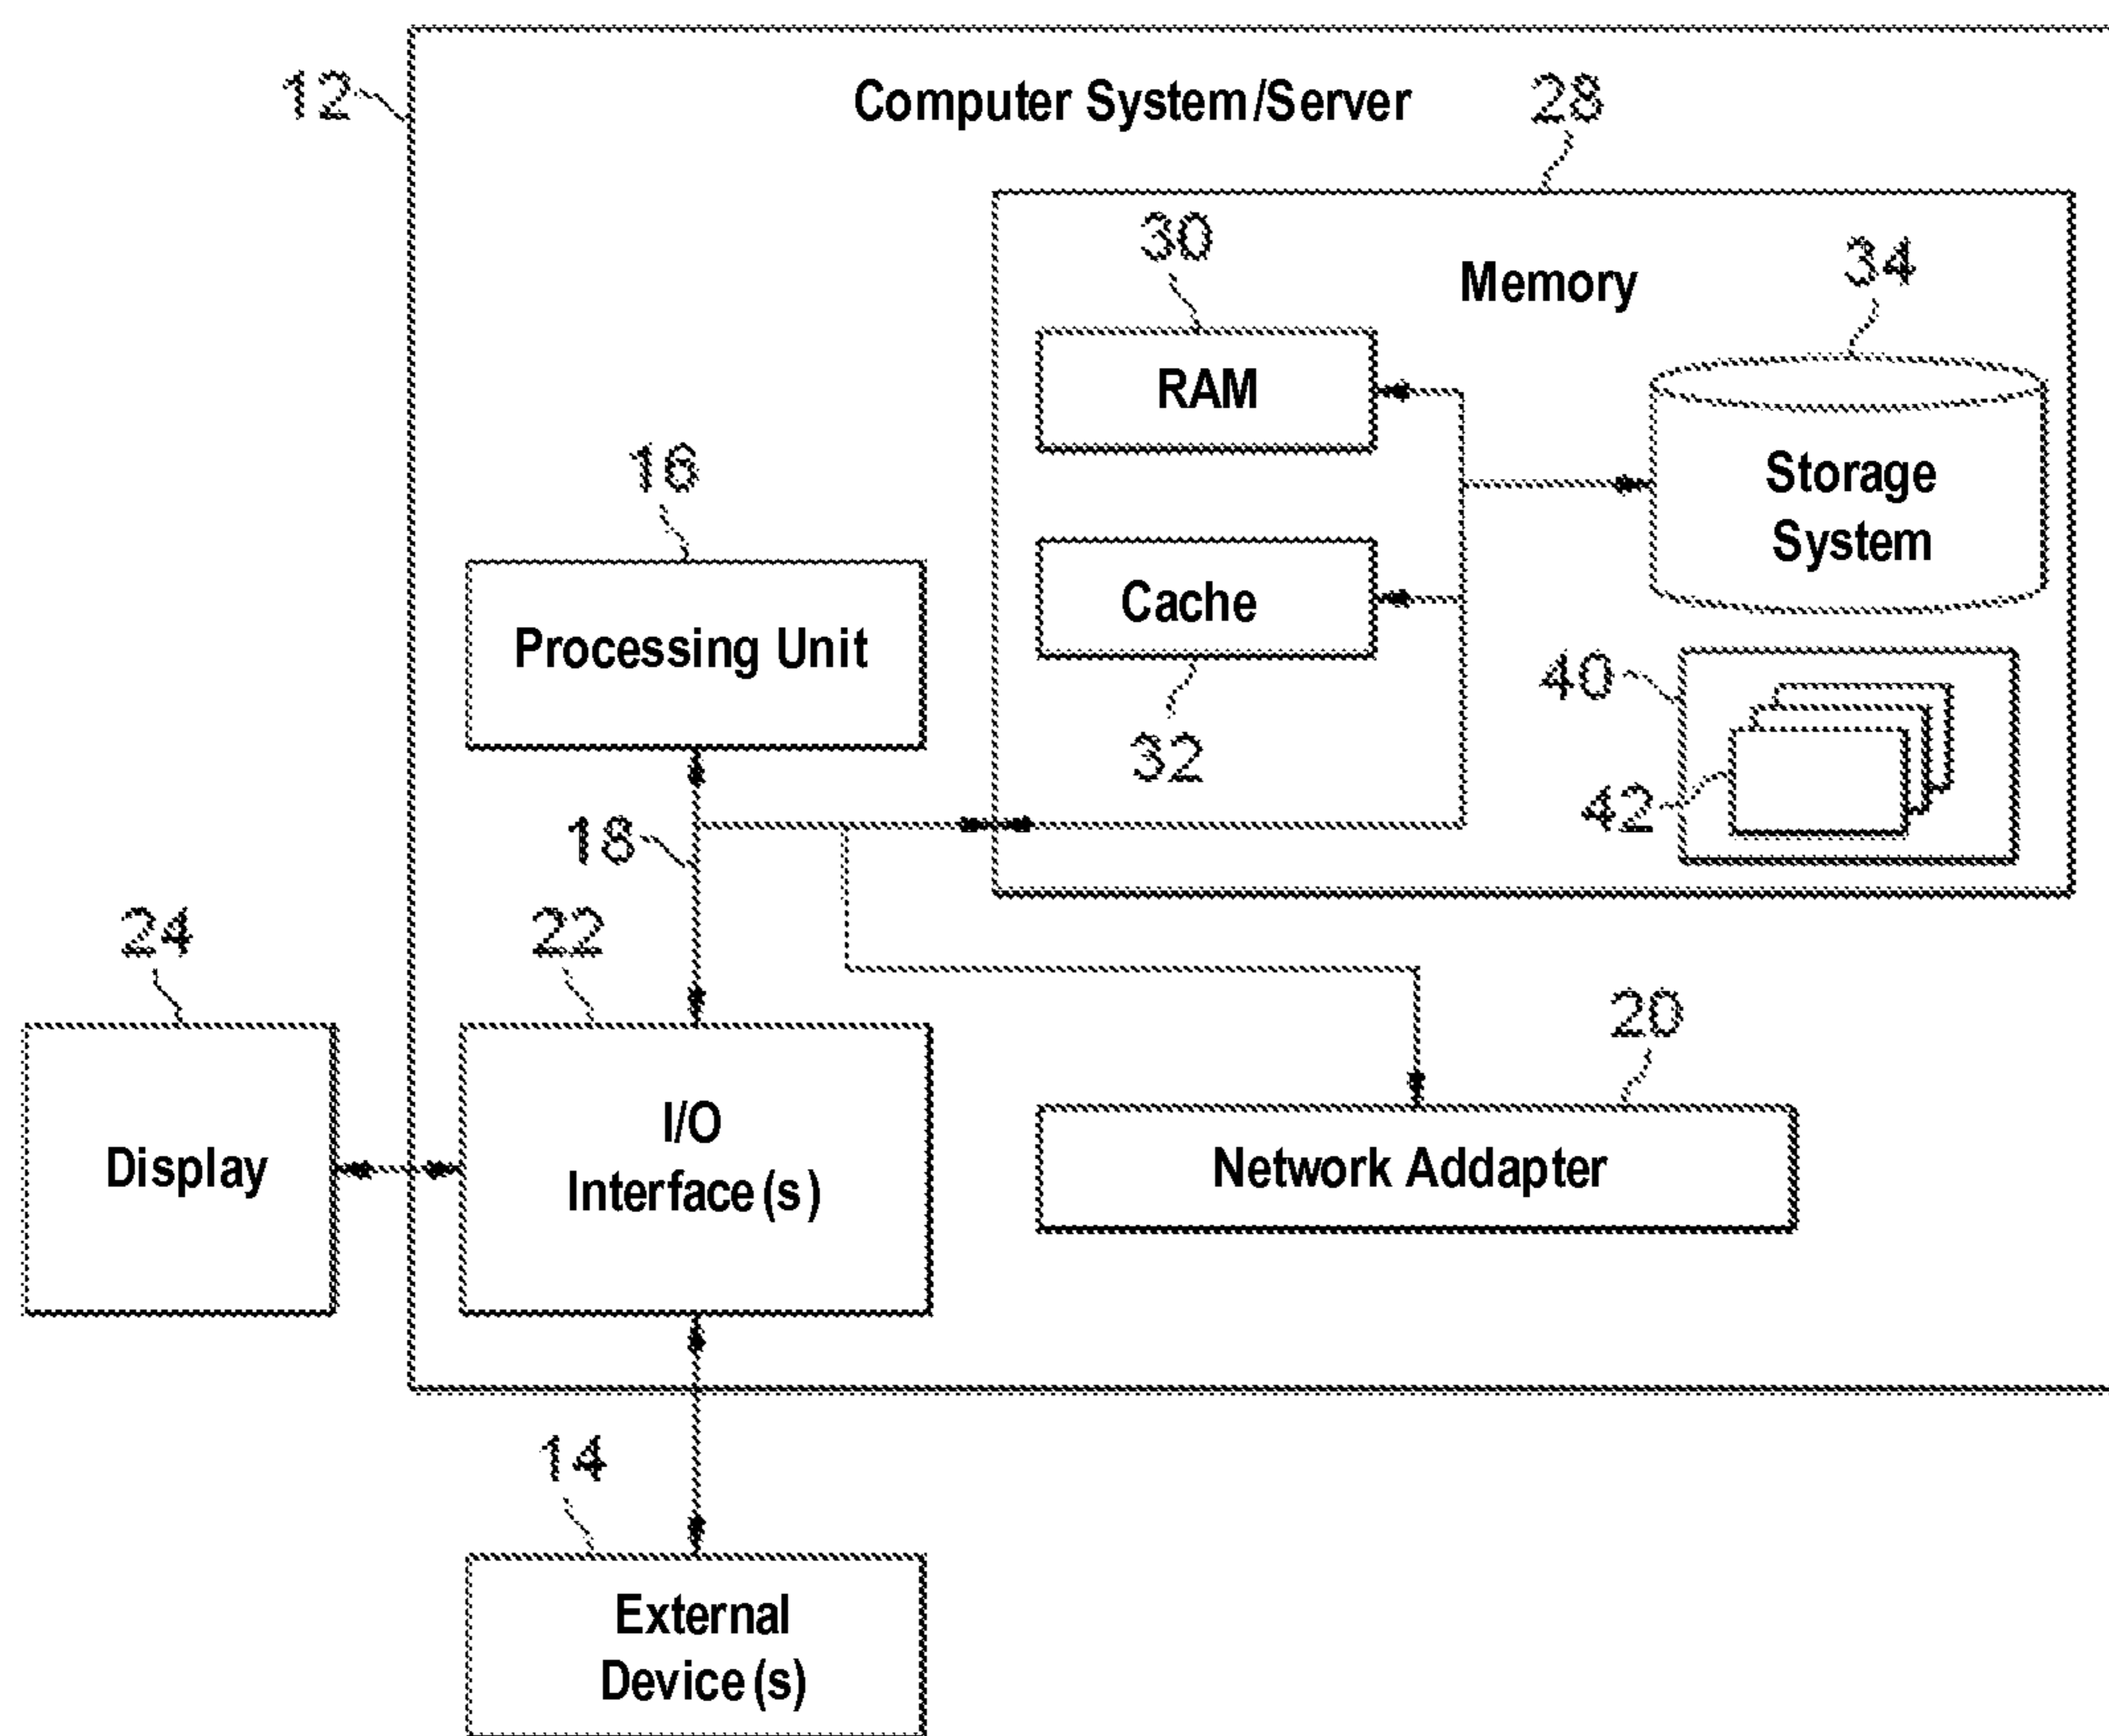 12
Computer System/Server
28
30
Memory
34
RAM
16
Storage
System
Cache
Processing Unit
40
32
42
18
24
22
20
I/O
Interface(s)
Display
Network Addapter
14
External
Device(s)